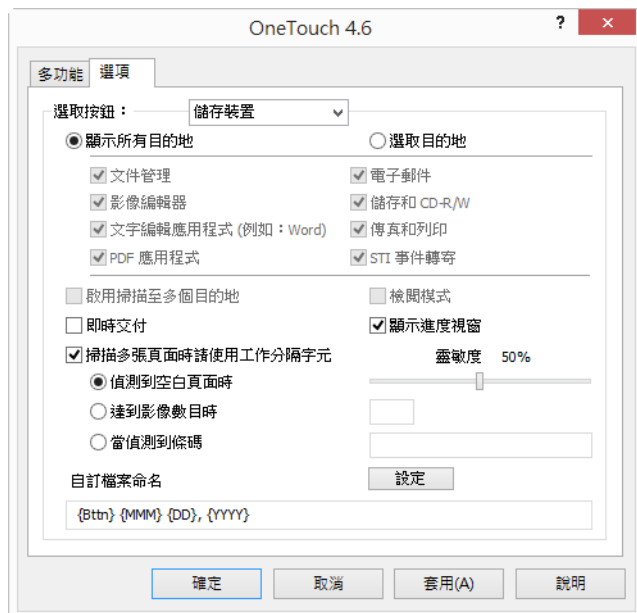 OneTouch 4.6
多功能 選項
選取按鈕： 儲存裝置
顯示所有目的地 選取目的地
文件管理 電子郵件
影像編輯器 儲存和 CD-R/W
文字編輯應用程式 (例如：Word) 傳真和列印
PDF 應用程式 STI 事件轉寄
啟用掃描至多個目的地 檢閱模式
即時交付 顯示進度視窗
掃描多張頁面時請使用工作分隔字元 靈敏度 50%
偵測到空白頁面時
達到影像數目時
當偵測到條碼
自訂檔案命名 設定
{Bttn} {MMM} {DD}, {YYYY}
確定 取消 套用(A) 說明